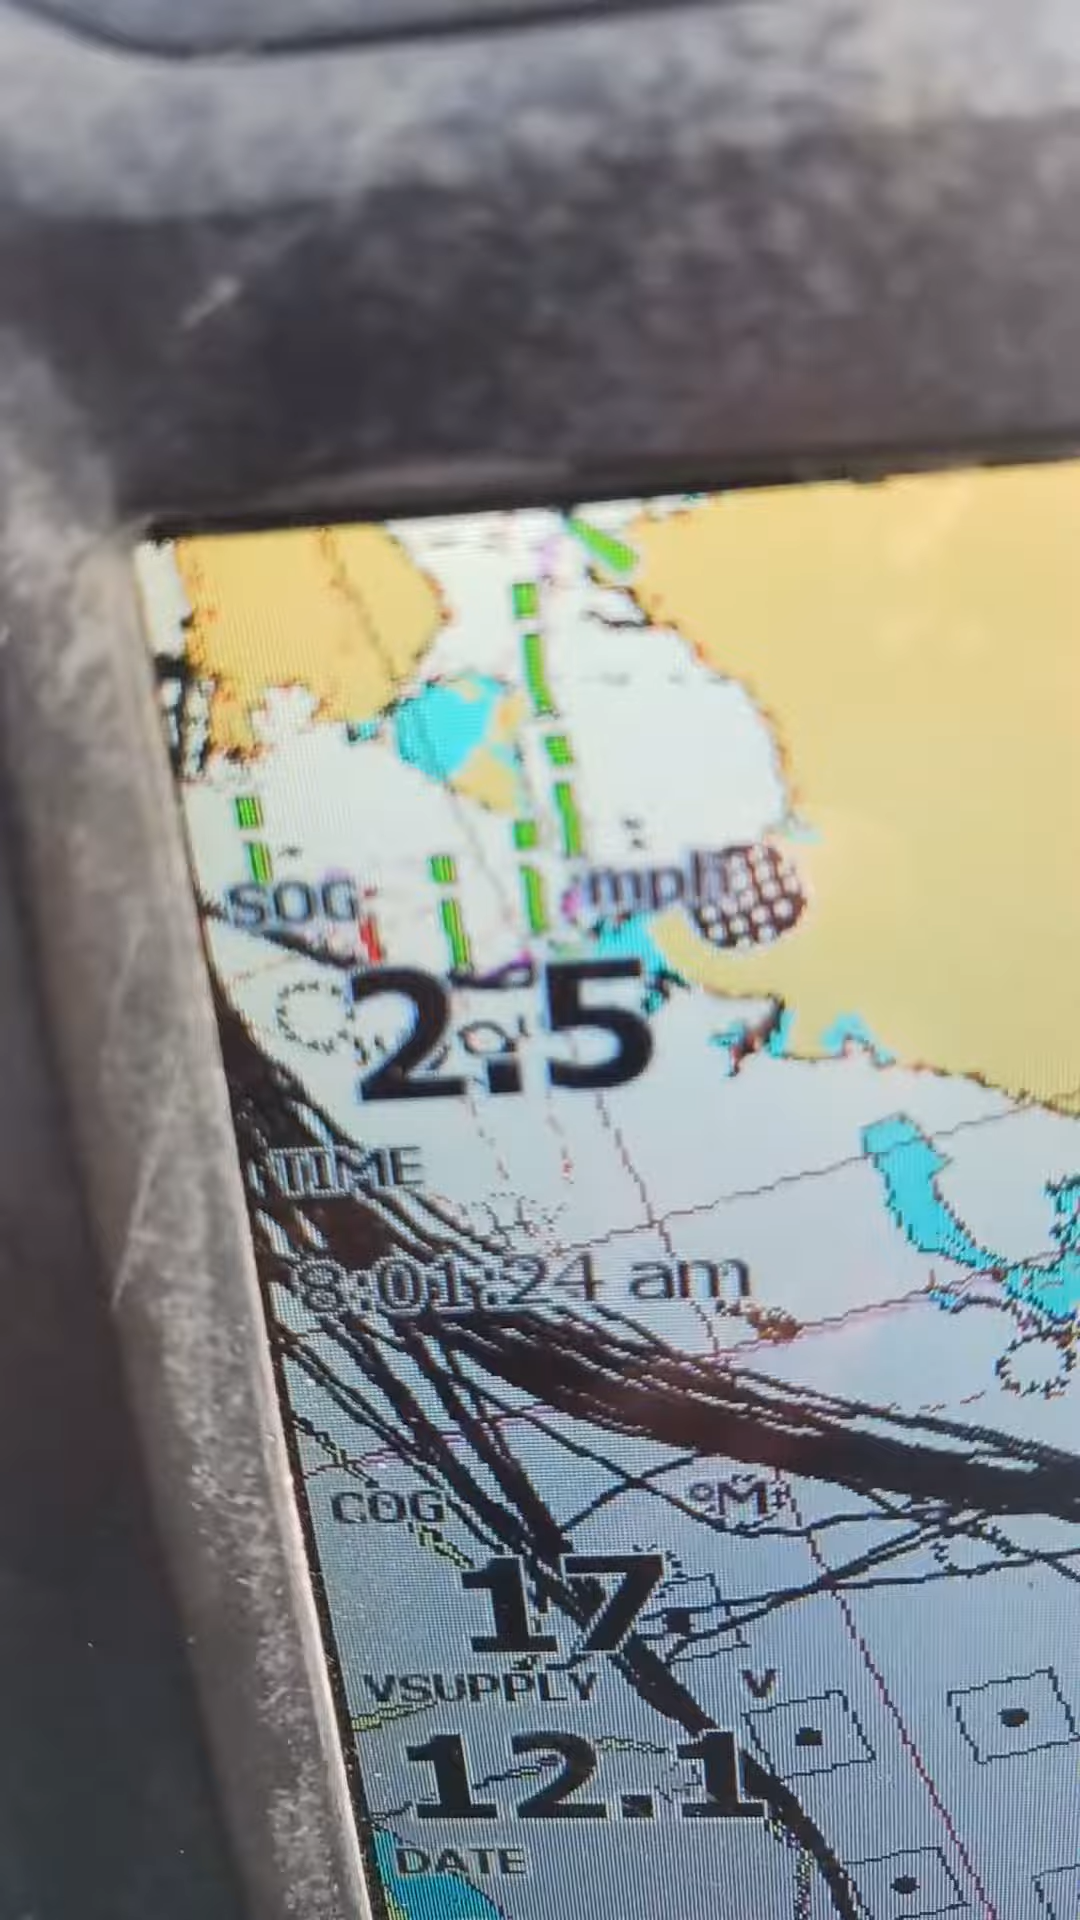 SOG mph
2.5
TIME
8:01:24 am
COG °M
17
VSUPPLY V
12.1
DATE